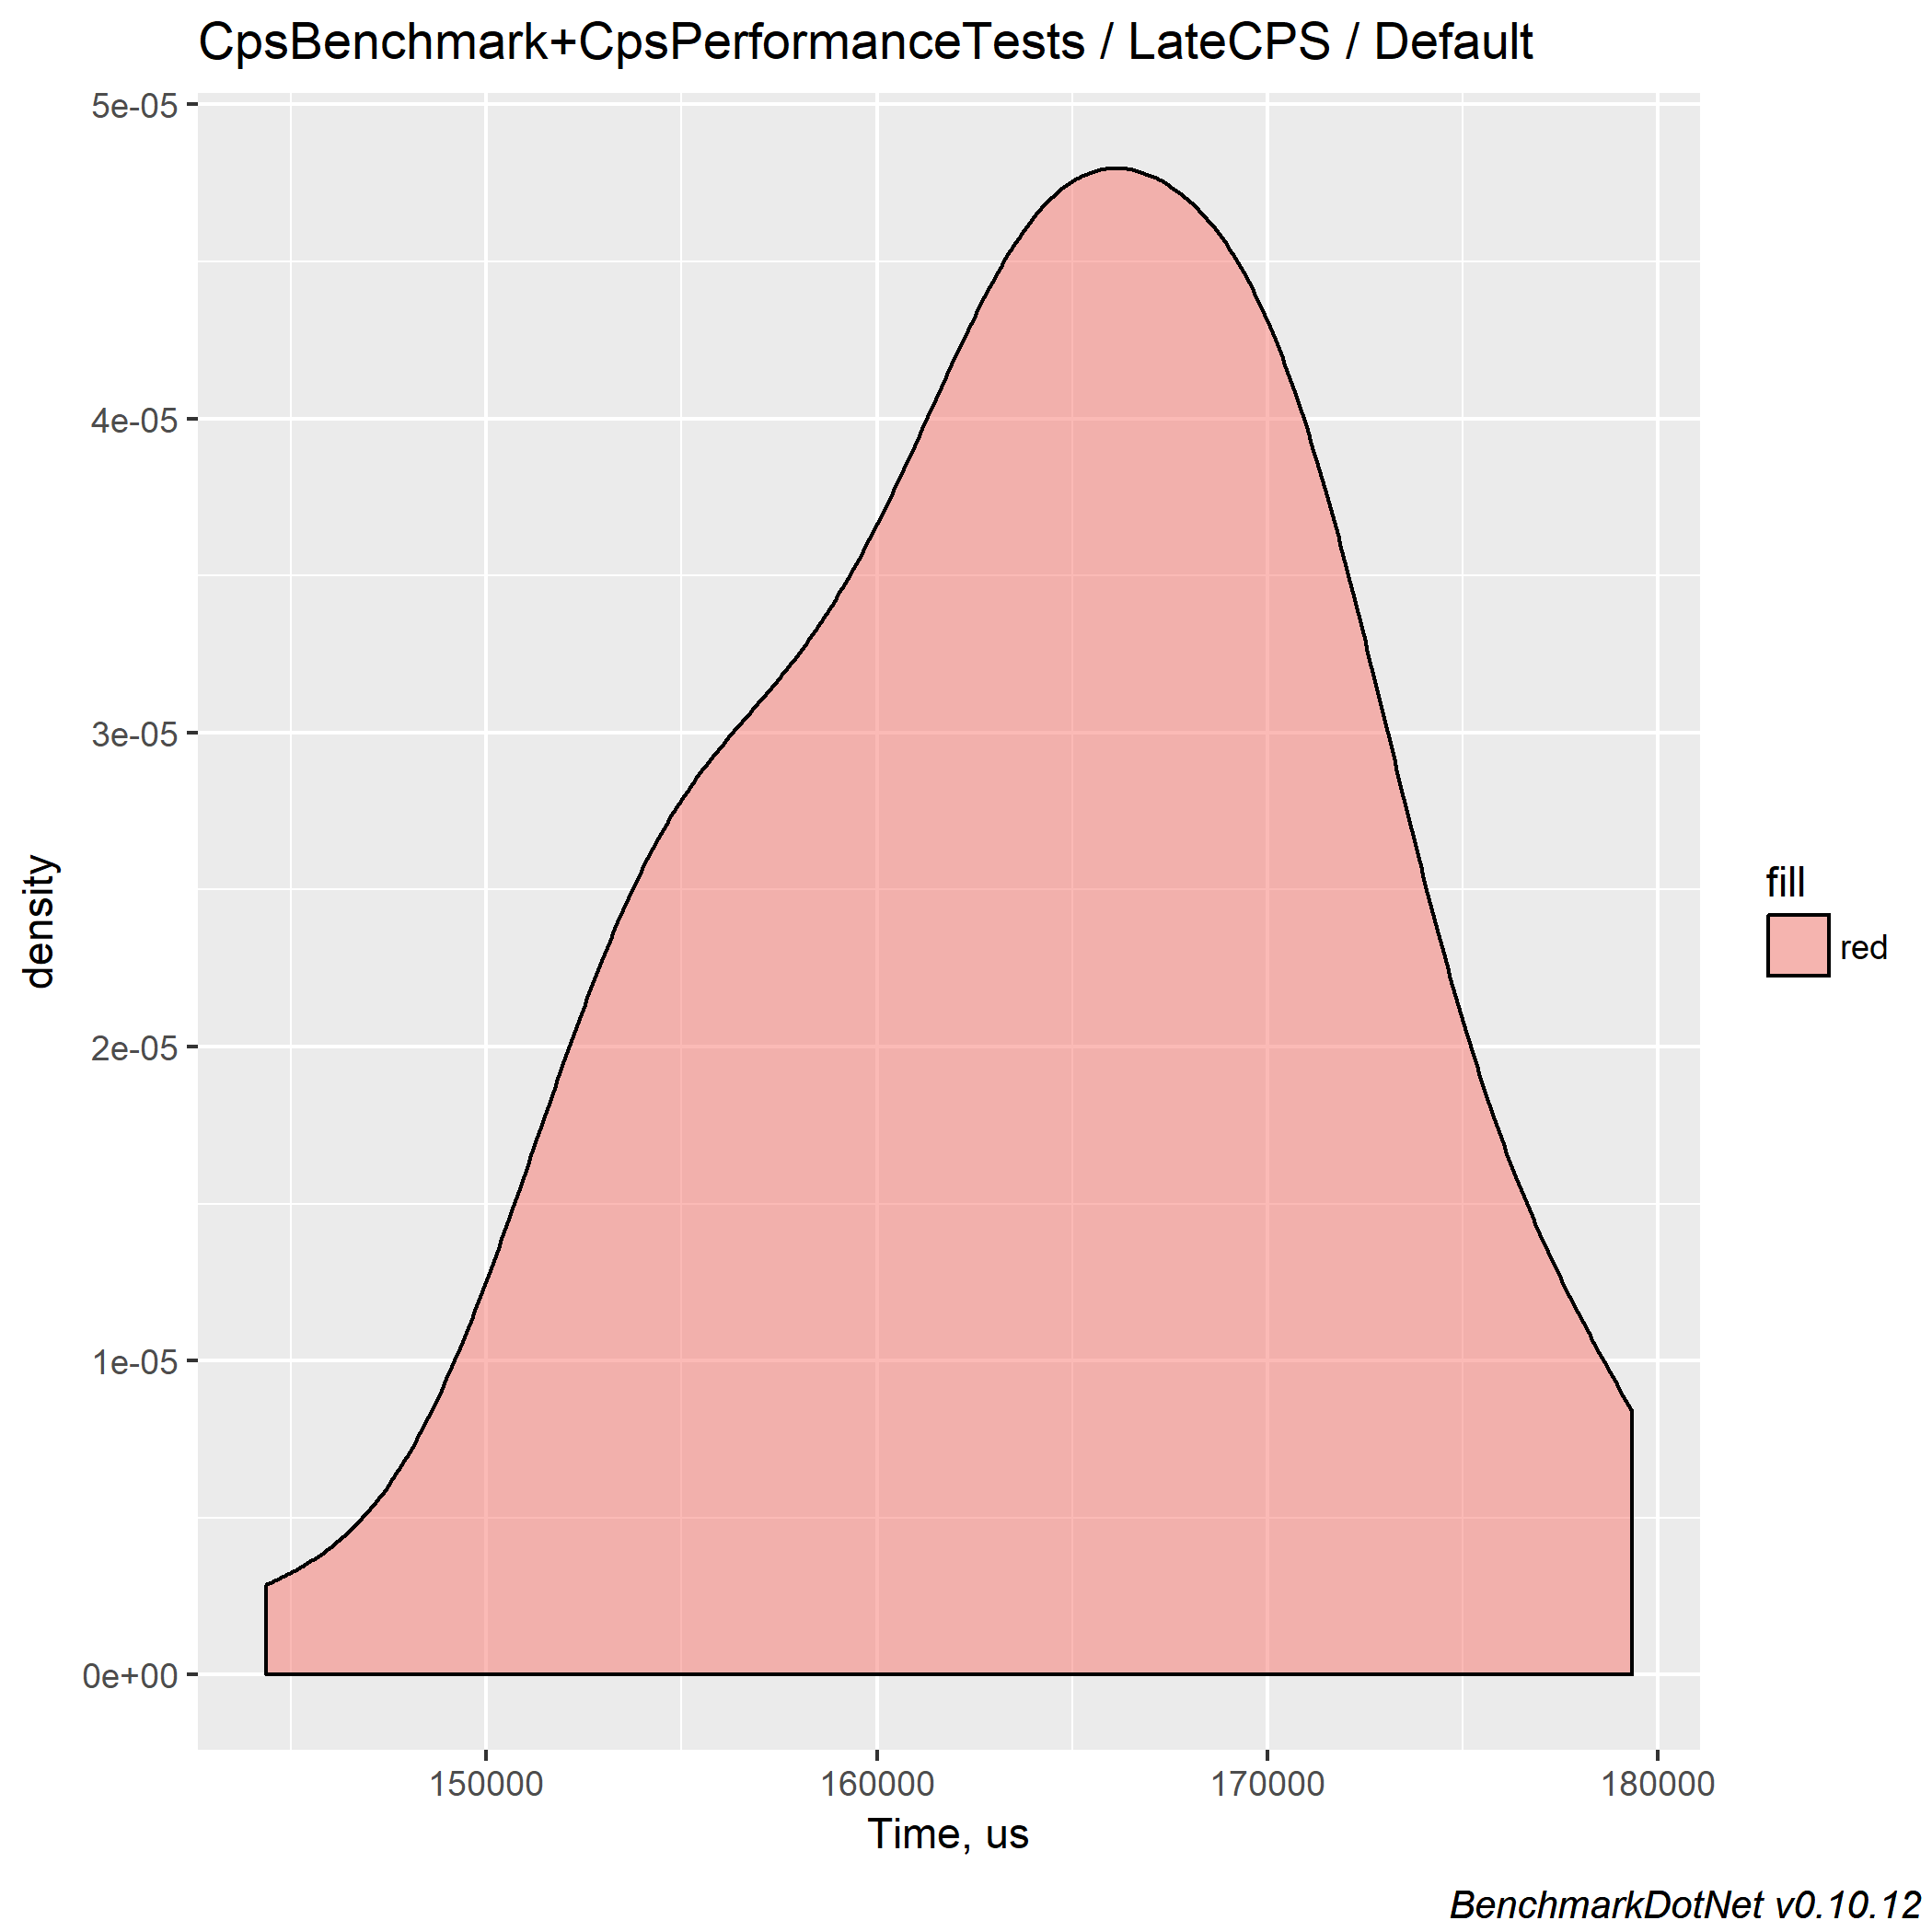 CpsBenchmark+CpsPerformanceTests / LateCPS / Default
5e-05
4e-05
3e-05
2e-05
1e-05
0e+00
density
150000 160000 170000 180000
Time, us
fill
red
BenchmarkDotNet v0.10.12